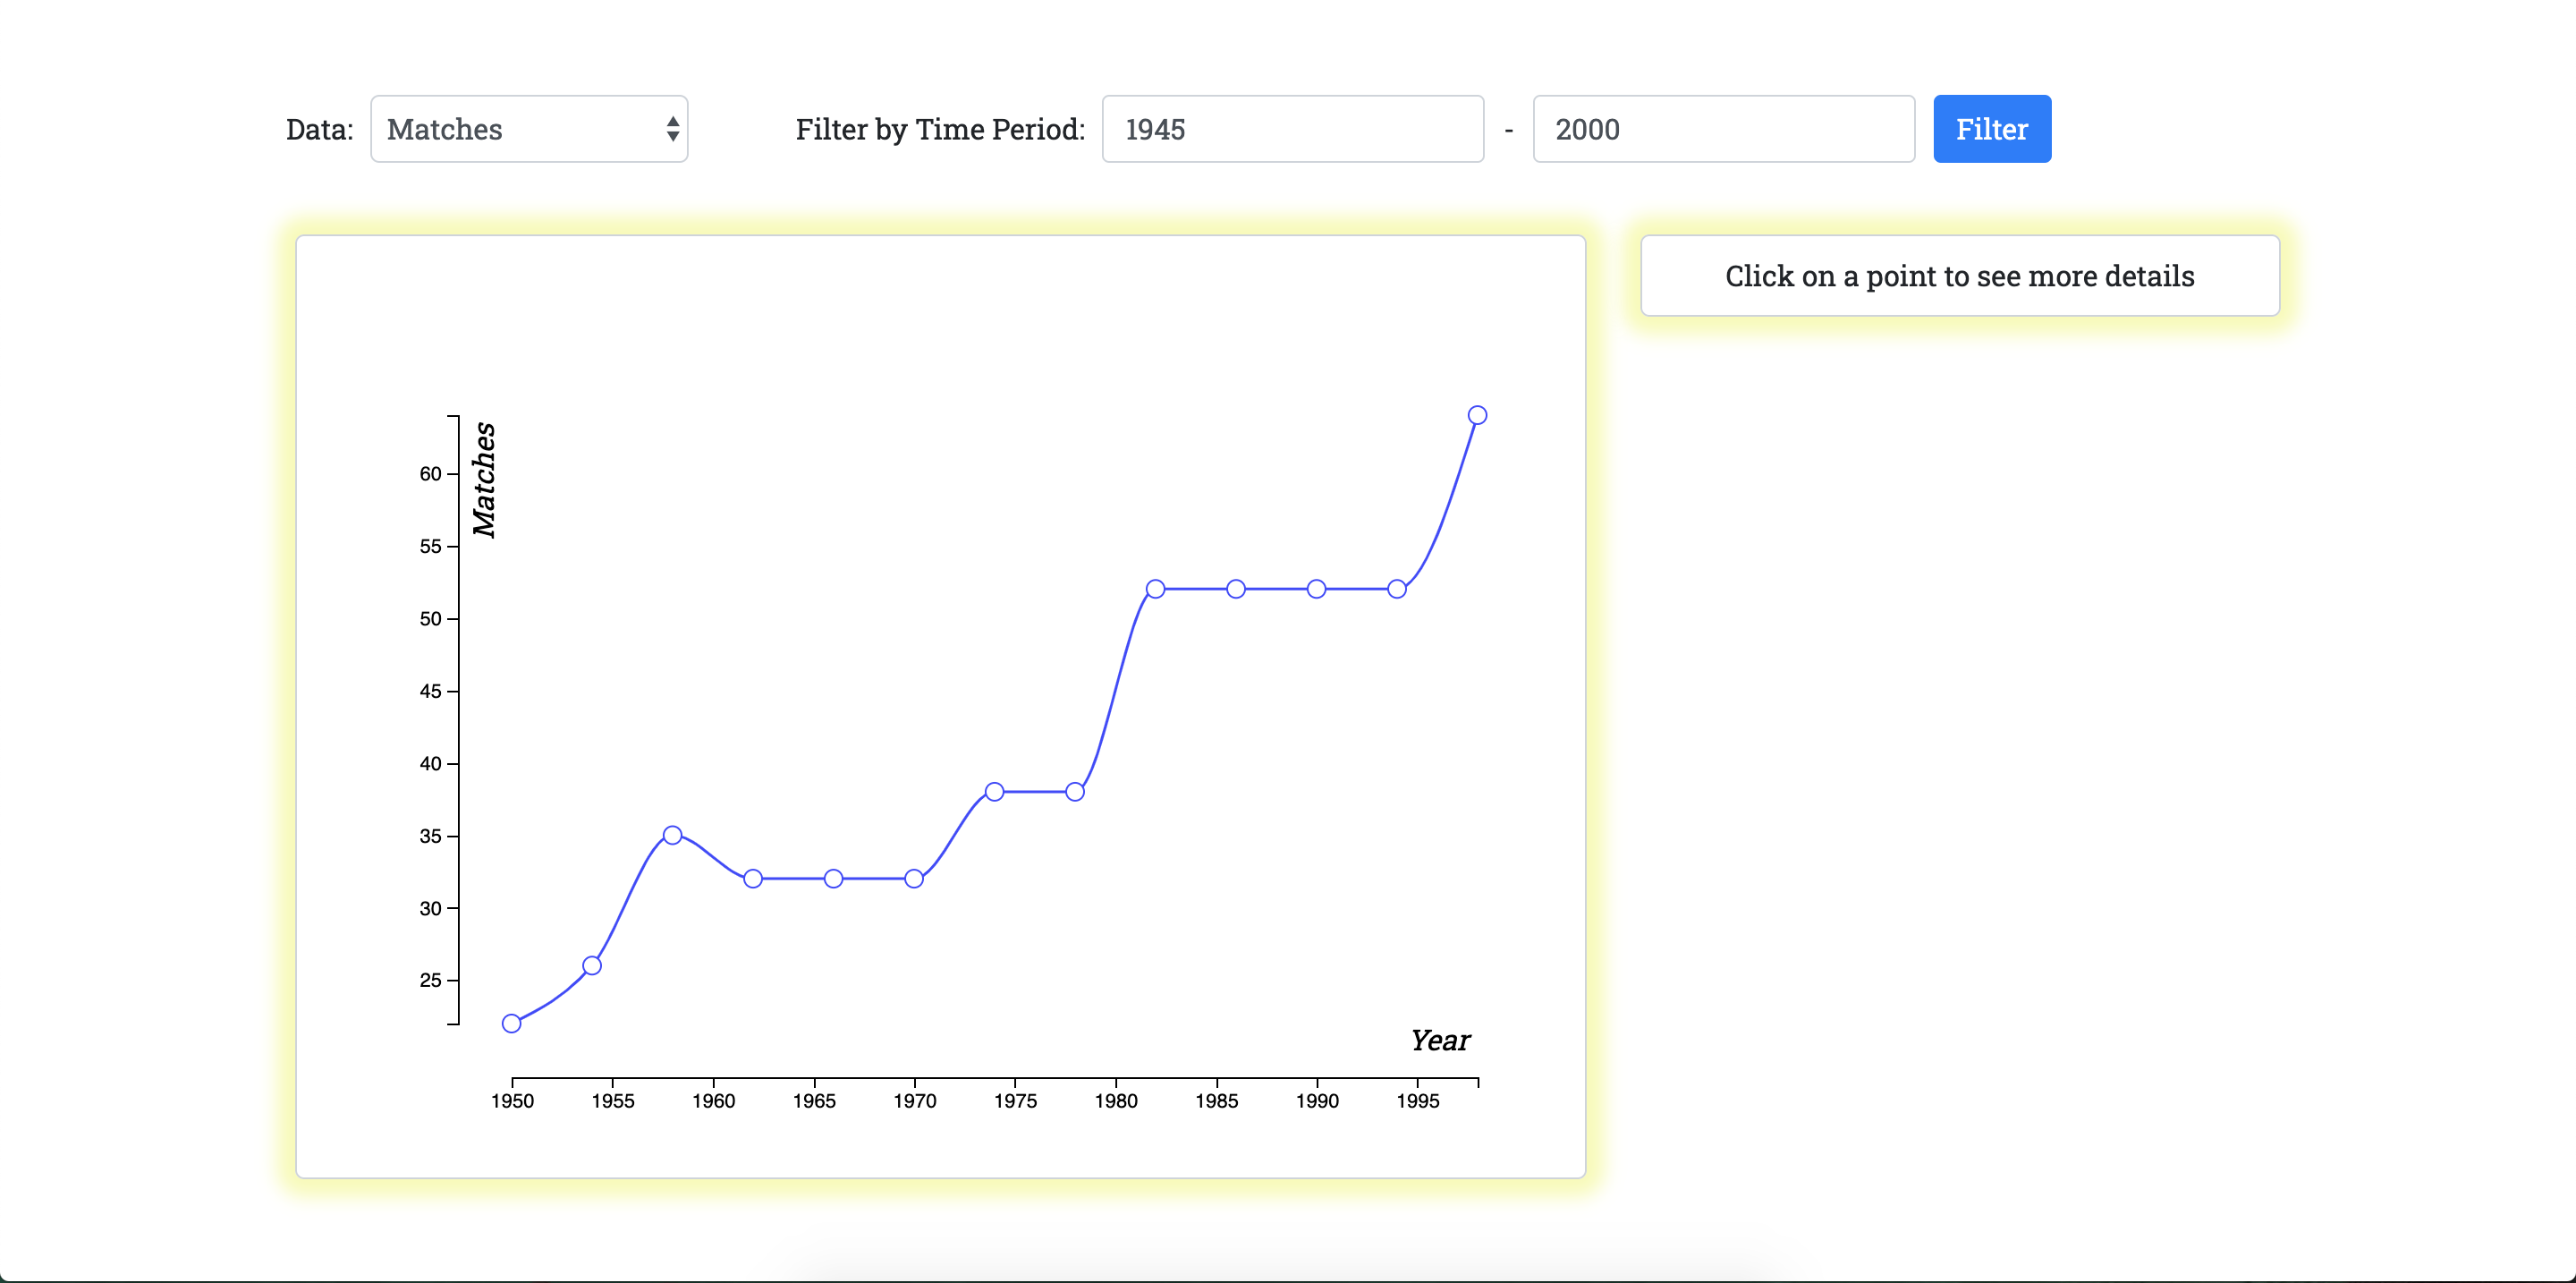 Data: Matches Filter by Time Period: 1945 - 2000 Filter
Click on a point to see more details
Matches
60
55
50
45
40
35
30
25
Year
1950 1955 1960 1965 1970 1975 1980 1985 1990 1995